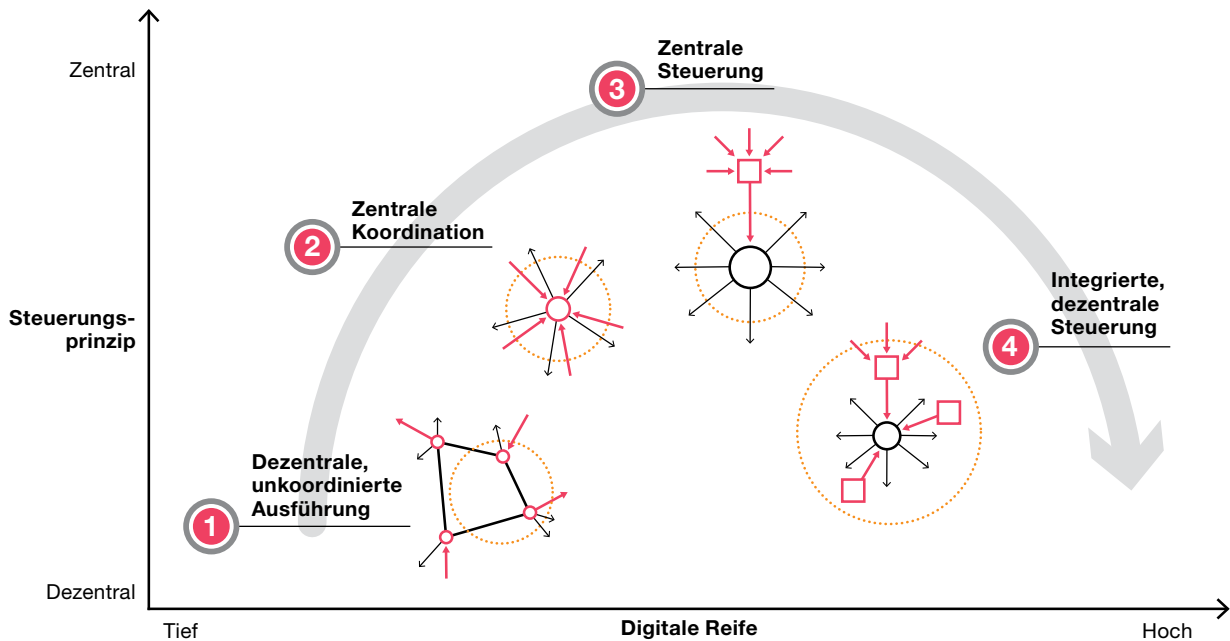 Zentral
Zentrale
Steuerung
3
Zentrale
Koordination
2
Integrierte,
dezentrale
Steuerung
4
Steuerungs-
prinzip
Dezentrale,
unkoordinierte
Ausführung
1
Dezentral
Tief
Digitale Reife
Hoch